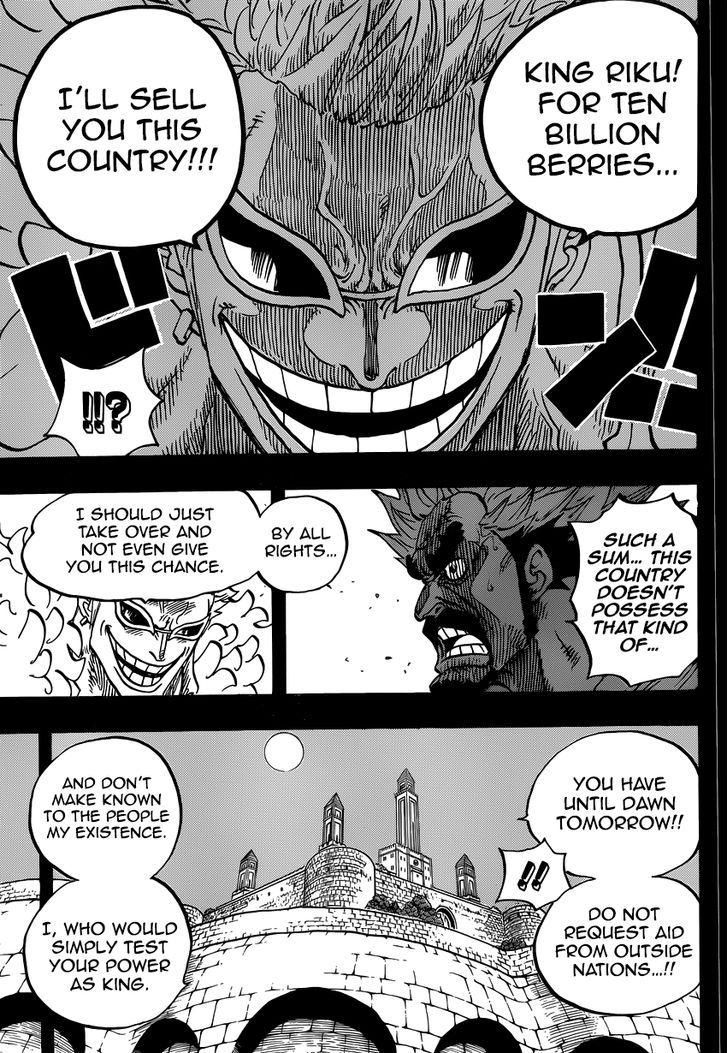 KING RIKU!
FOR TEN
BILLION
BERRIES...
I'LL SELL
YOU THIS
COUNTRY!!!
ドン
!!?
SUCH A
SUM... THIS
COUNTRY
DOESN'T
POSSESS
THAT KIND
OF...
BY ALL
RIGHTS...
I SHOULD JUST
TAKE OVER AND
NOT EVEN GIVE
YOU THIS CHANCE.
YOU HAVE
UNTIL DAWN
TOMORROW!!
!!
DO NOT
REQUEST AID
FROM OUTSIDE
NATIONS...!!
AND DON'T
MAKE KNOWN
TO THE PEOPLE
MY EXISTENCE.
I, WHO WOULD
SIMPLY TEST
YOUR POWER
AS KING.